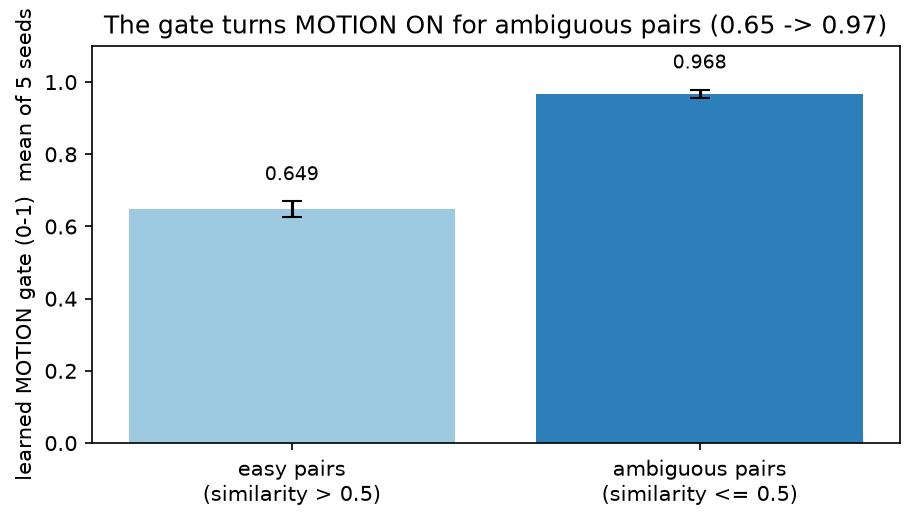 The gate turns MOTION ON for ambiguous pairs (0.65 -> 0.97)
learned MOTION gate (0-1)  mean of 5 seeds
1.0
0.8
0.6
0.4
0.2
0.0
0.649
0.968
easy pairs
(similarity > 0.5)
ambiguous pairs
(similarity <= 0.5)